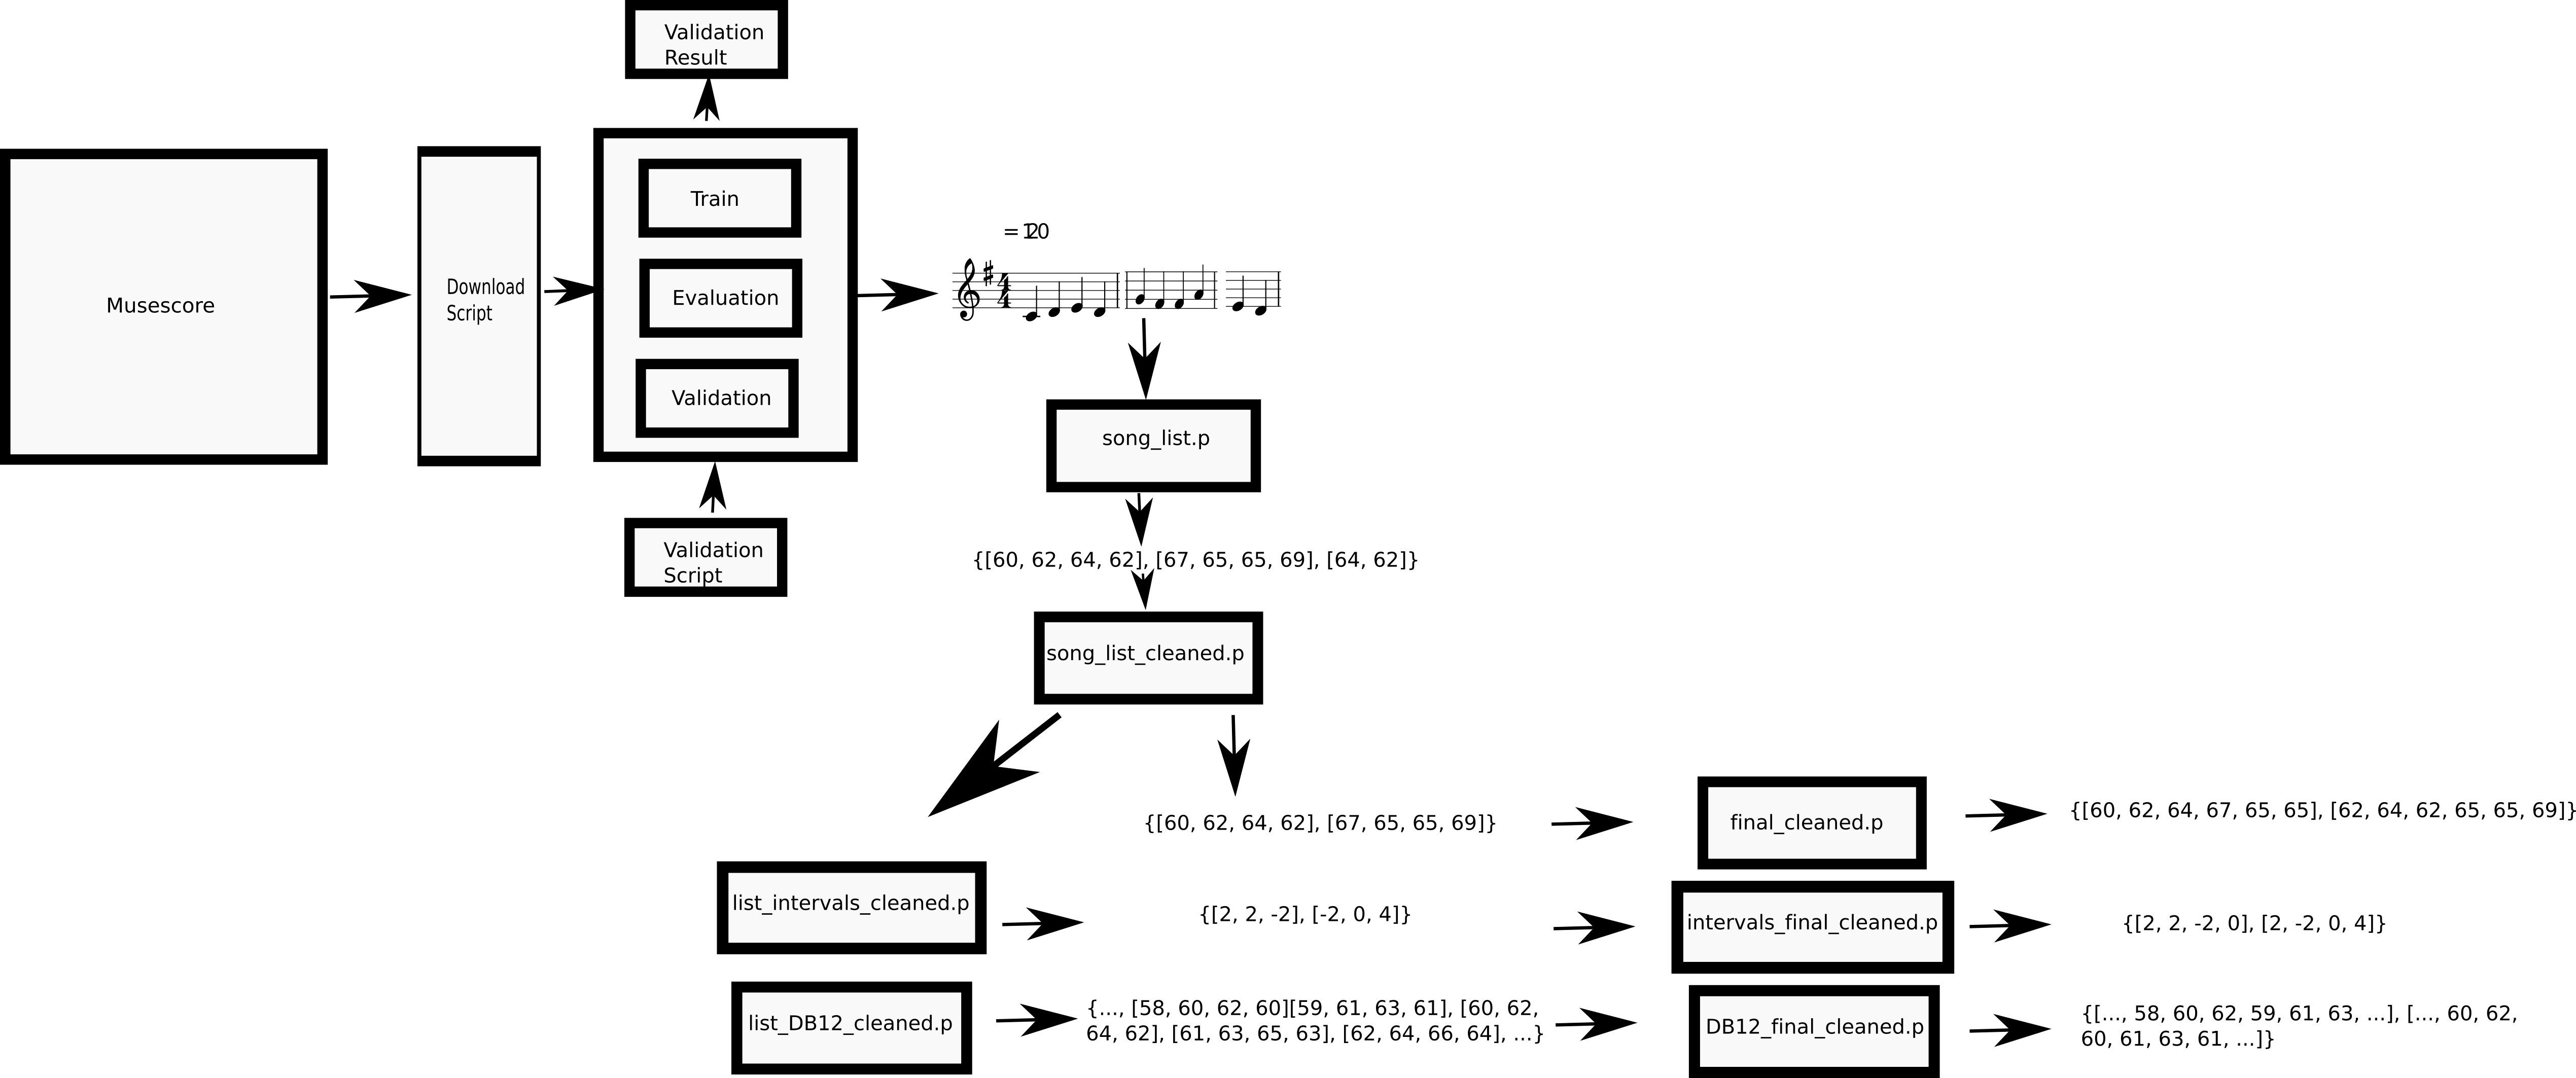 Validation
Result
Musescore
Download
Script
Train
Evaluation
Validation
Validation
Script
= 120
4
4
song_list.p
{[60, 62, 64, 62], [67, 65, 65, 69], [64, 62]}
song_list_cleaned.p
{[60, 62, 64, 62], [67, 65, 65, 69]}
final_cleaned.p
{[60, 62, 64, 67, 65, 65], [62, 64, 62, 65, 65, 69]}
list_intervals_cleaned.p
{[2, 2, -2], [-2, 0, 4]}
intervals_final_cleaned.p
{[2, 2, -2, 0], [2, -2, 0, 4]}
list_DB12_cleaned.p
{..., [58, 60, 62, 60][59, 61, 63, 61], [60, 62,
64, 62], [61, 63, 65, 63], [62, 64, 66, 64], ...}
DB12_final_cleaned.p
{[..., 58, 60, 62, 59, 61, 63, ...], [..., 60, 62,
60, 61, 63, 61, ...]}